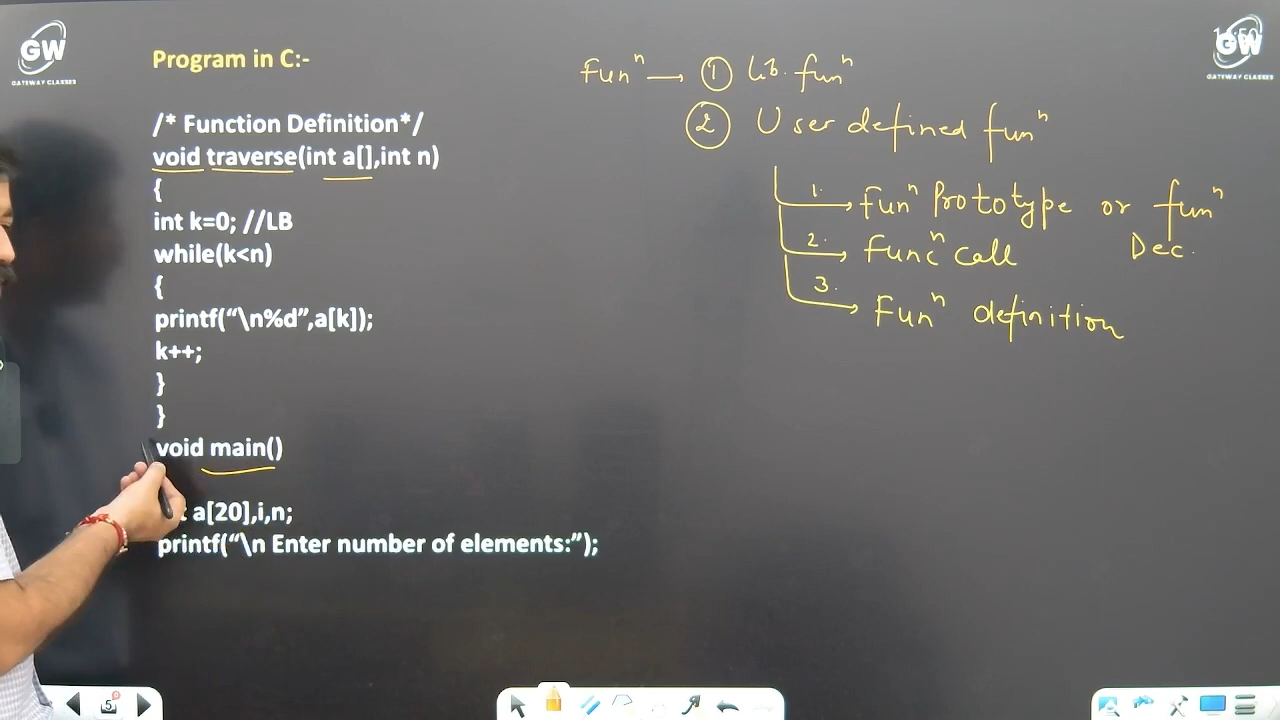 GW
GATEWAY CLASSES
GW
GATEWAY CLASSES
Program in C:-
/* Function Definition*/
void traverse(int a[],int n)
{
int k=0; //LB
while(k<n)
{
printf(“\n%d”,a[k]);
k++;
}
}
void main()
a[20],i,n;
printf(“\n Enter number of elements:”);
Funⁿ → ① Lib. funⁿ
② User defined funⁿ
1. Funⁿ Prototype or funⁿ
Dec.
2. Funcⁿ call
3. Funⁿ definition
5